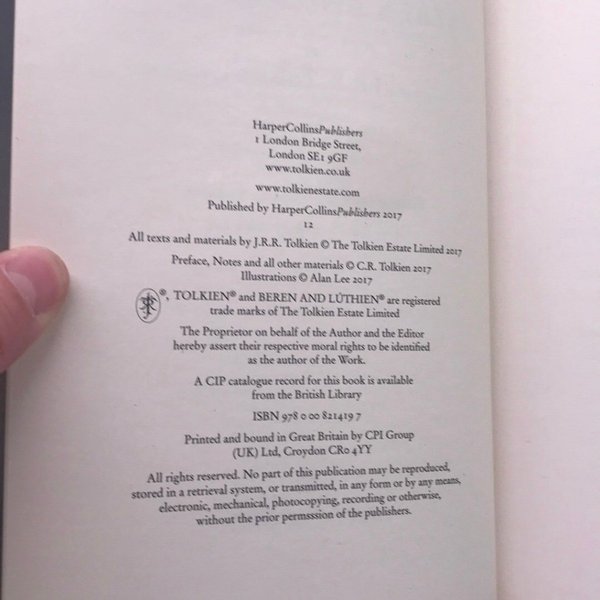 HarperCollinsPublishers
1 London Bridge Street,
London SE1 9GF
www.tolkien.co.uk
www.tolkienestate.com
Published by HarperCollinsPublishers 2017
12
All texts and materials by J.R.R. Tolkien © The Tolkien Estate Limited 2017
Preface, Notes and all other materials © C.R. Tolkien 2017
Illustrations © Alan Lee 2017
®, TOLKIEN® and BEREN AND LÚTHIEN® are registered
trade marks of The Tolkien Estate Limited
The Proprietor on behalf of the Author and the Editor
hereby assert their respective moral rights to be identified
as the author of the Work.
A CIP catalogue record for this book is available
from the British Library
ISBN 978 0 00 821419 7
Printed and bound in Great Britain by CPI Group
(UK) Ltd, Croydon CR0 4YY
All rights reserved. No part of this publication may be reproduced,
stored in a retrieval system, or transmitted, in any form or by any means,
electronic, mechanical, photocopying, recording or otherwise,
without the prior permssion of the publishers.